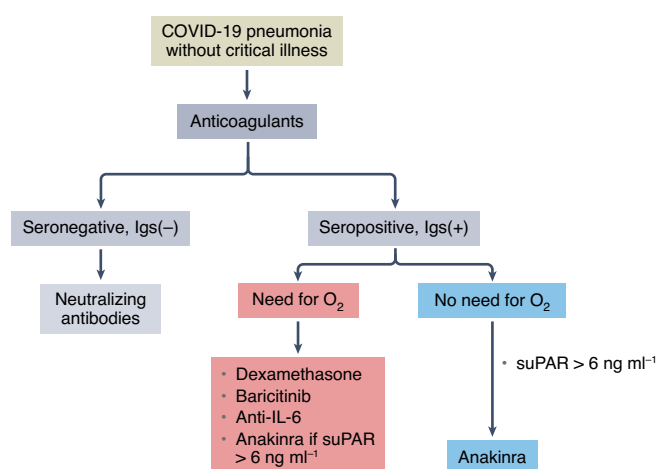 COVID-19 pneumonia
without critical illness
Anticoagulants
Seronegative, Igs(–)
Seropositive, Igs(+)
Neutralizing
antibodies
Need for O₂
No need for O₂
• Dexamethasone
• Baricitinib
• Anti-IL-6
• Anakinra if suPAR
> 6 ng ml⁻¹
• suPAR > 6 ng ml⁻¹
Anakinra